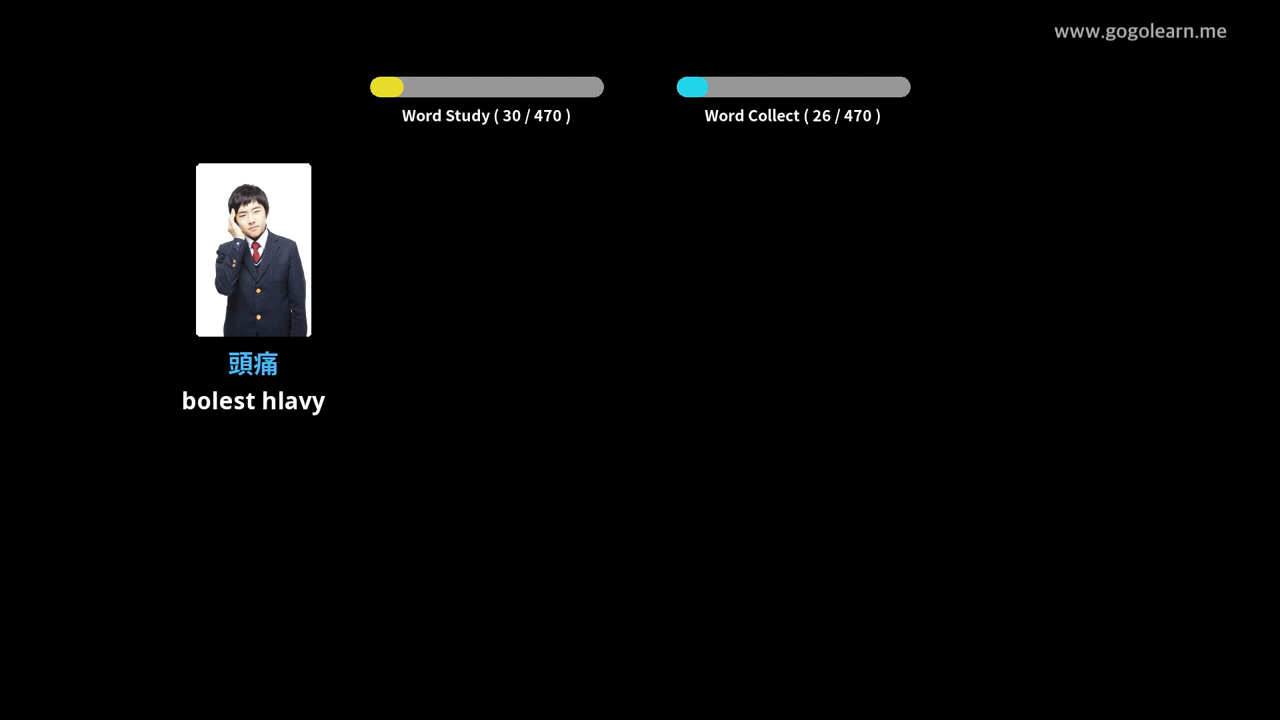 www.gogolearn.me
Word Study ( 30 / 470 )
Word Collect ( 26 / 470 )
頭痛
bolest hlavy